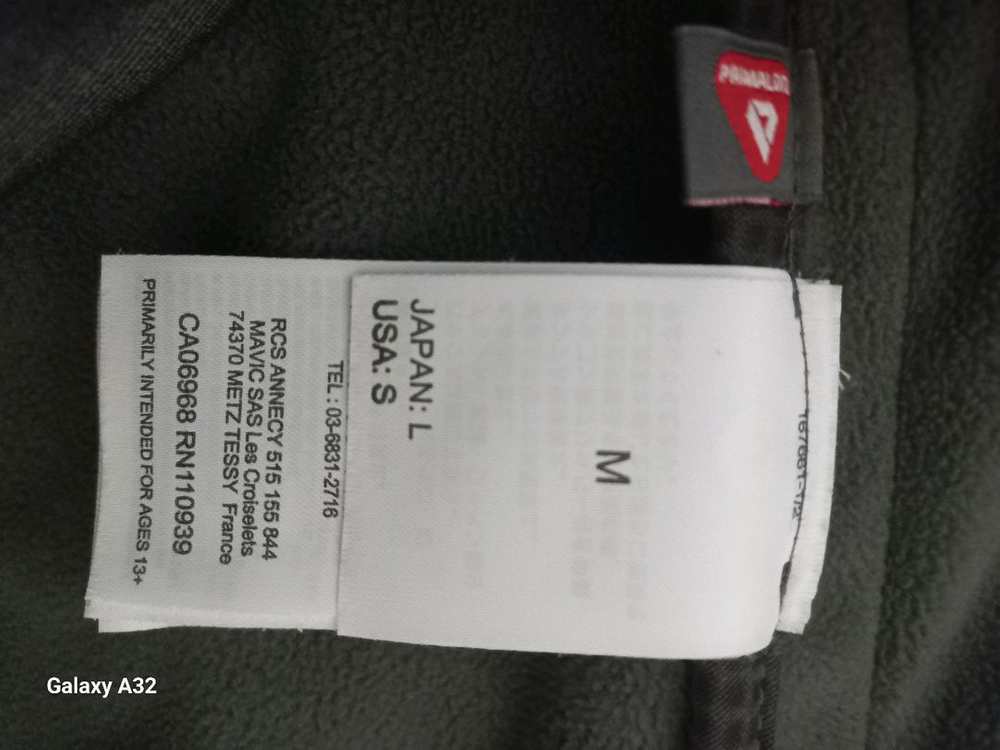 PRIMALOFT
M
JAPAN: L
USA: S
TEL : 03-6831-2716
RCS ANNECY 515 155 844
MAVIC SAS Les Croiselets
74370 METZ TESSY France
CA06968 RN110939
PRIMARILY INTENDED FOR AGES 13+
Galaxy A32